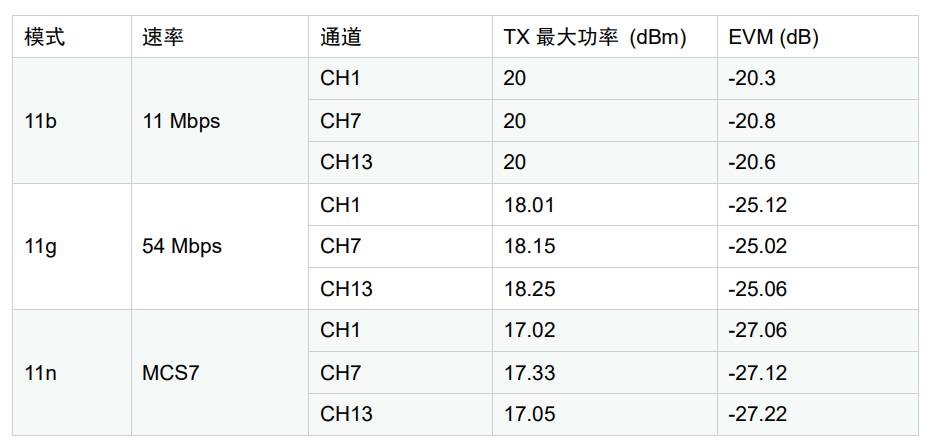 模式 速率 通道 TX 最大功率 (dBm) EVM (dB)
11b 11 Mbps CH1 20 -20.3
CH7 20 -20.8
CH13 20 -20.6
11g 54 Mbps CH1 18.01 -25.12
CH7 18.15 -25.02
CH13 18.25 -25.06
11n MCS7 CH1 17.02 -27.06
CH7 17.33 -27.12
CH13 17.05 -27.22